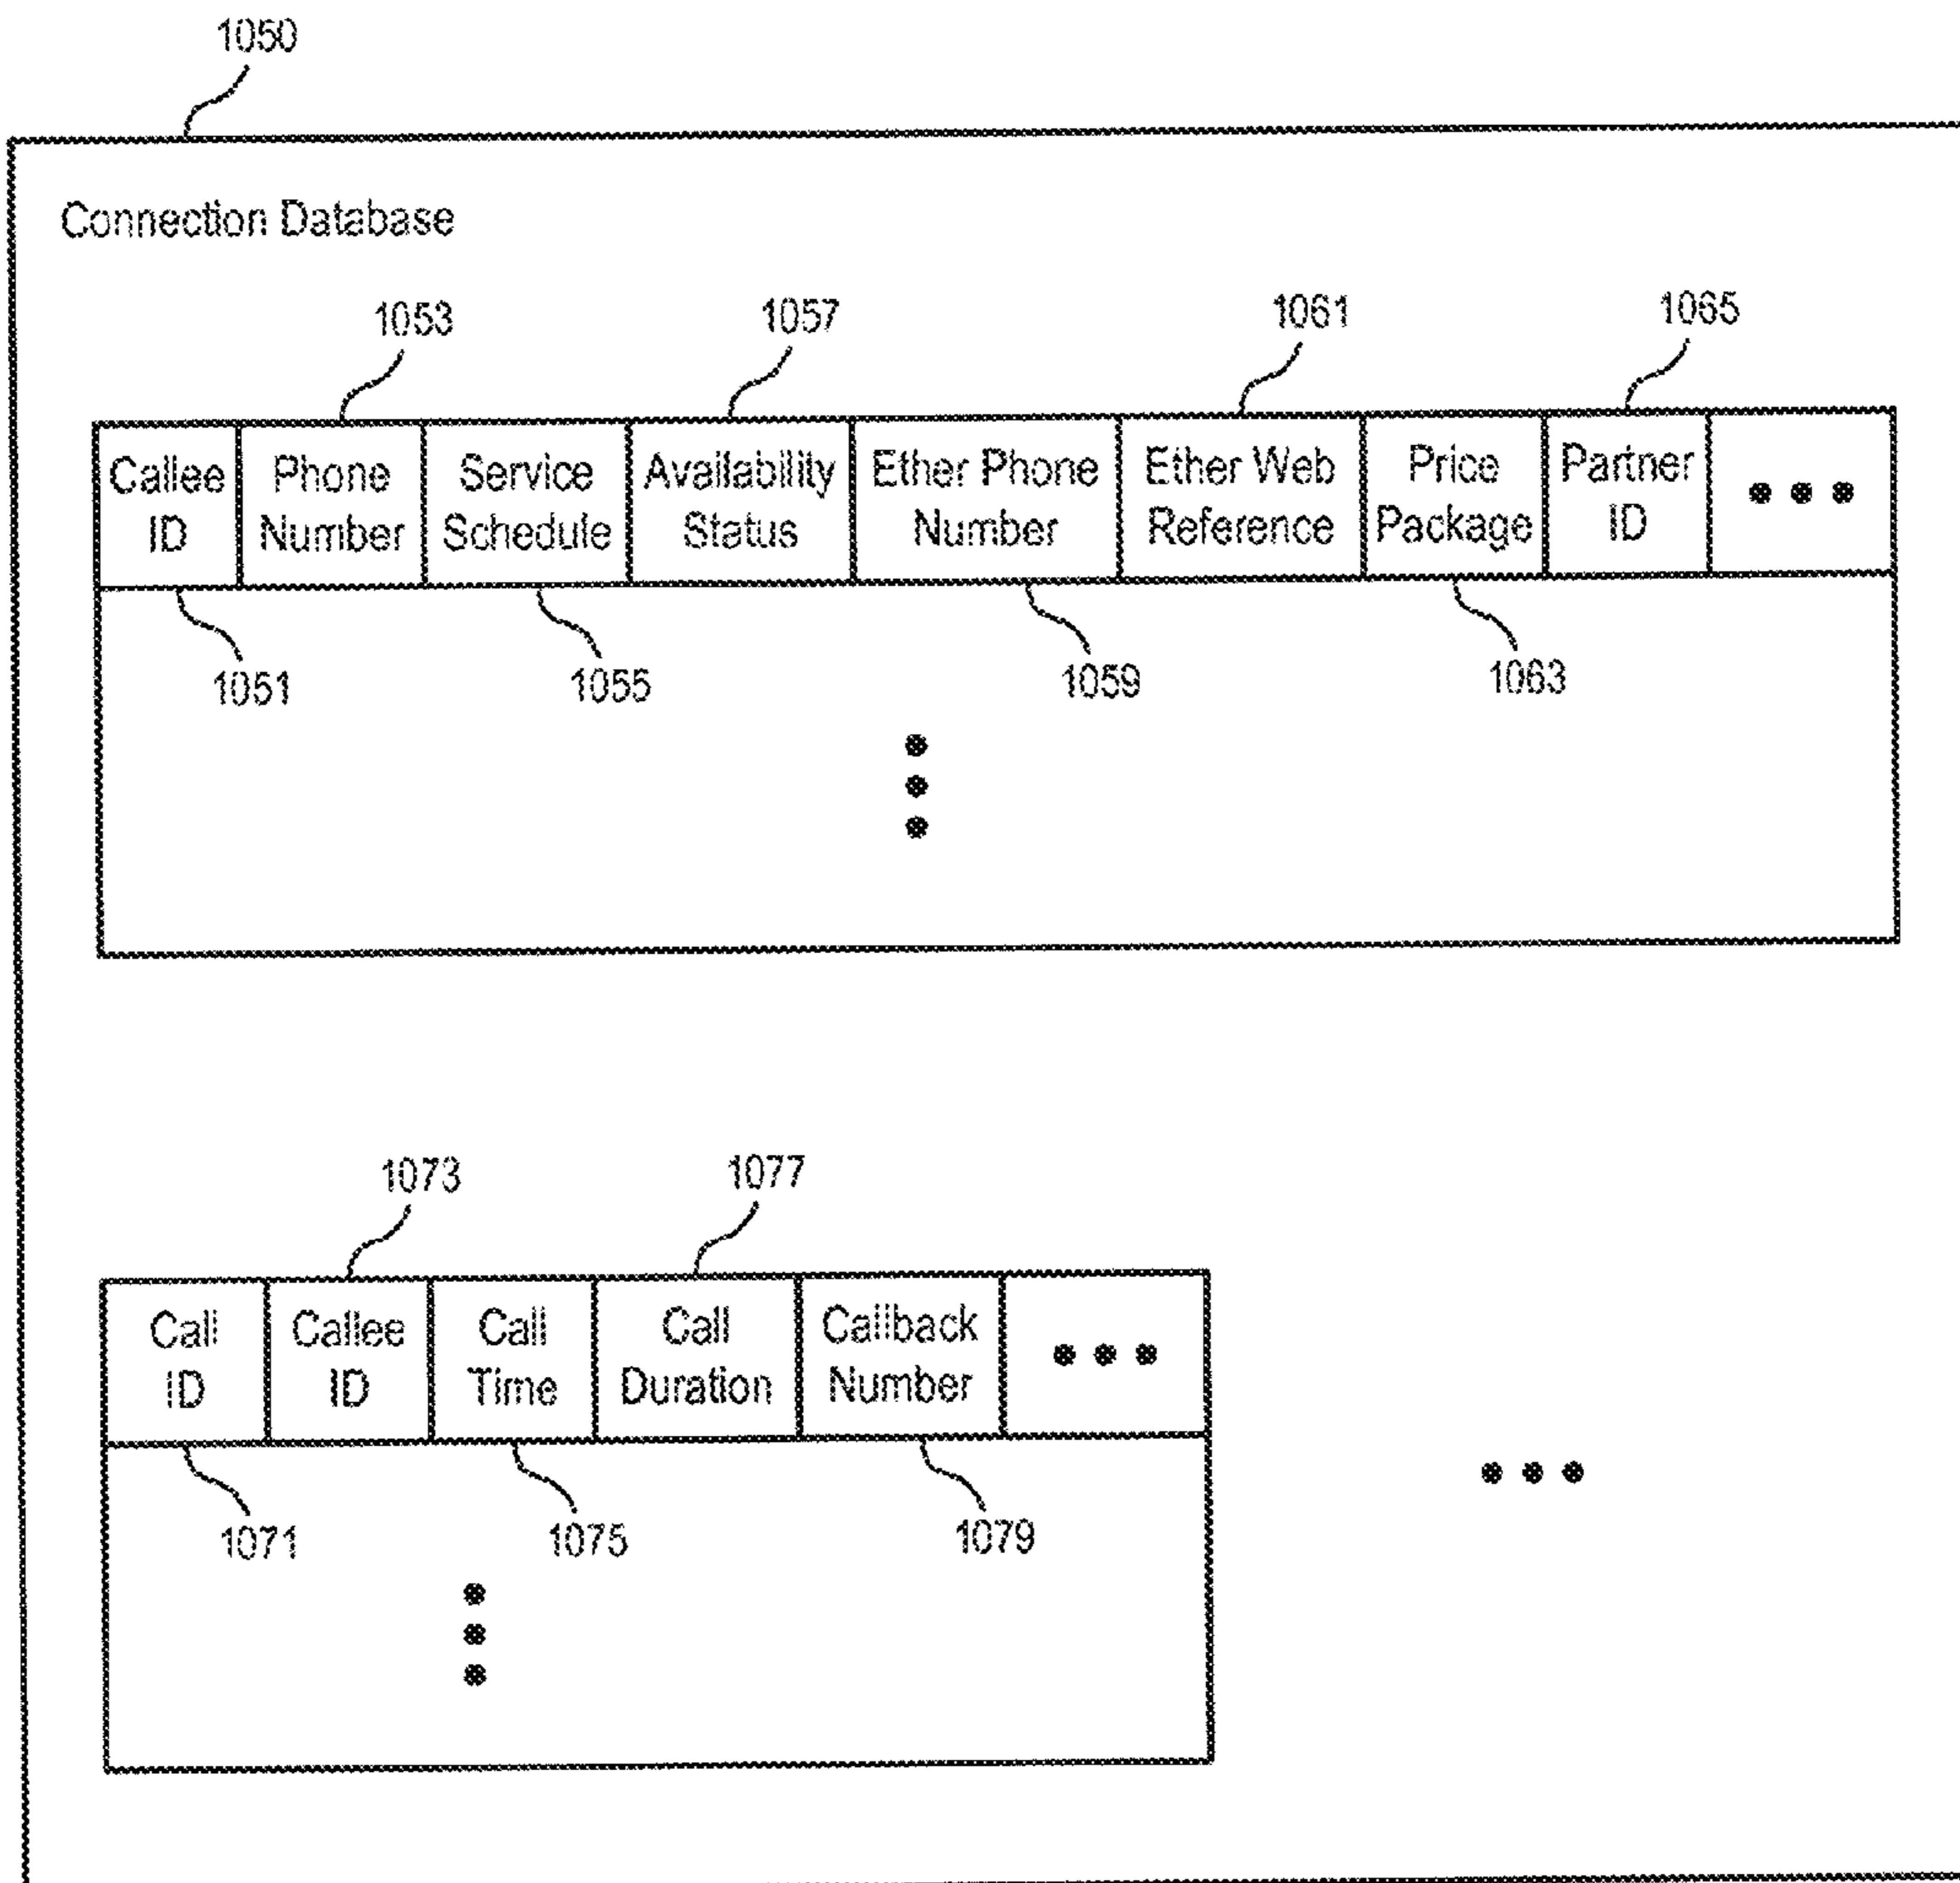 1050
Connection Database
1053 1057 1061 1065
Callee ID
Phone Number
Service Schedule
Availability Status
Ether Phone Number
Ether Web Reference
Price Package
Partner ID
1051 1055 1059 1063
1073 1077
Call ID
Callee ID
Call Time
Call Duration
Callback Number
1071 1075 1079